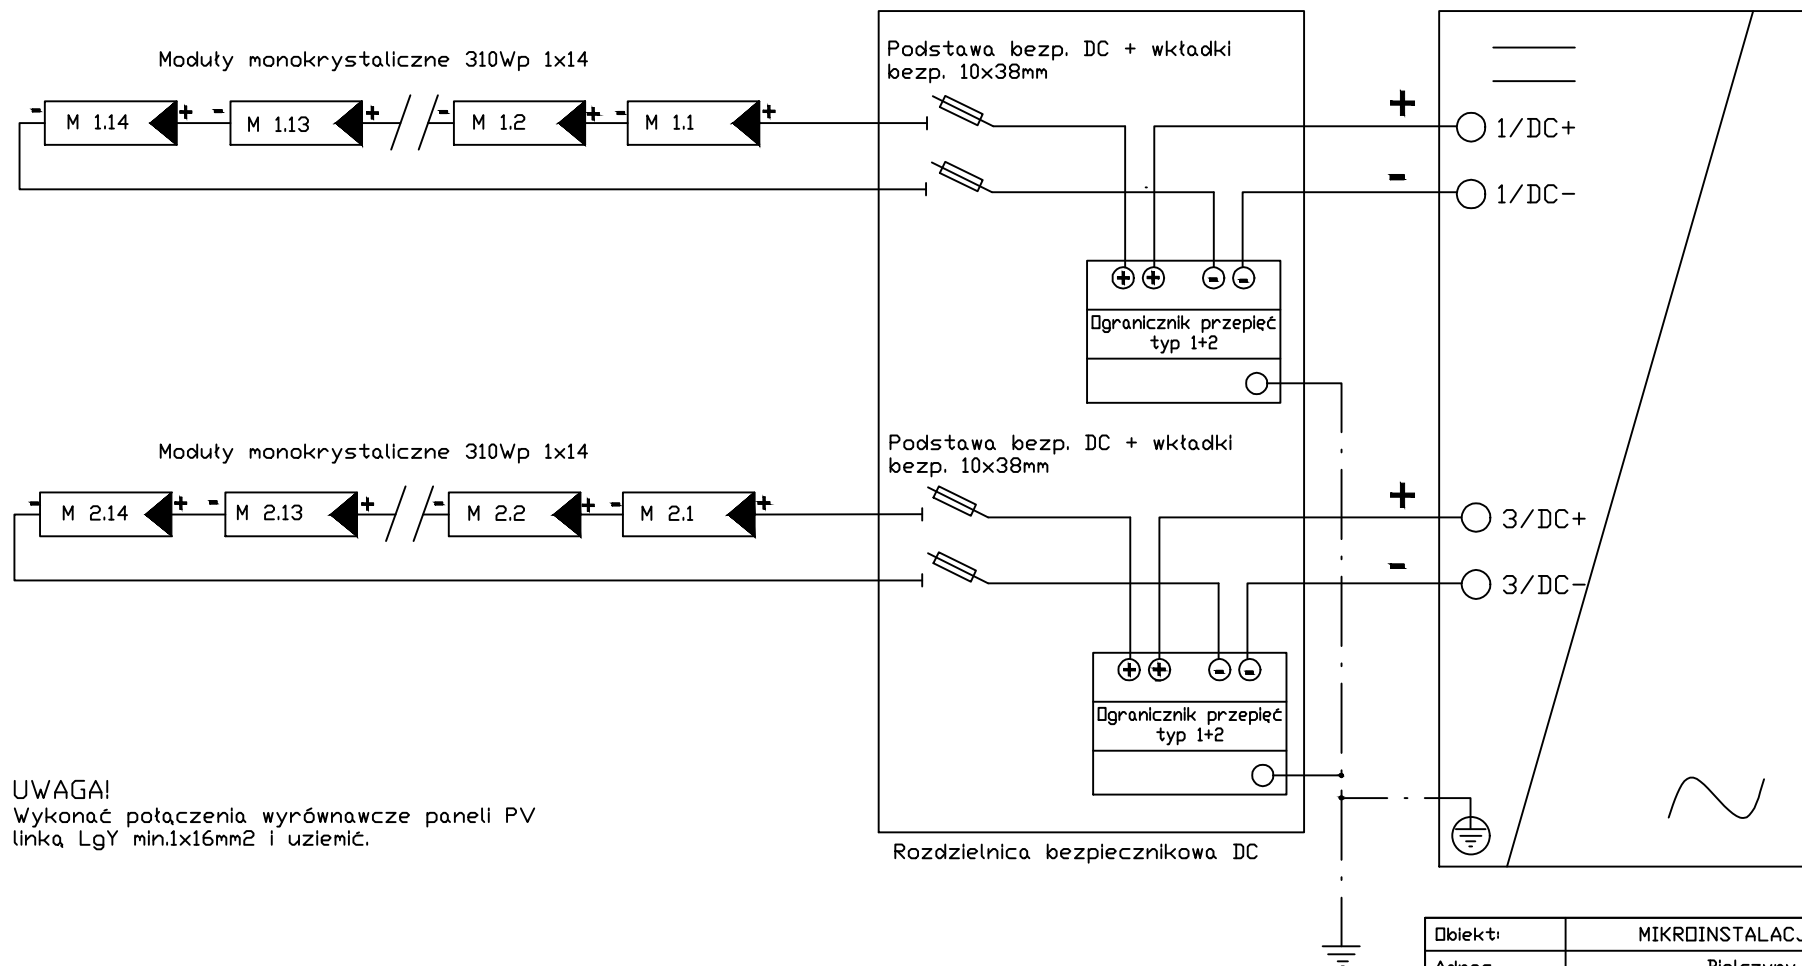 Moduły monokrystaliczne 310Wp 1x14
- M 1.14 + - M 1.13 + - M 1.2 + - M 1.1 +
Podstawa bezp. DC + wkładki
bezp. 10x38mm
+ 1/DC+
- 1/DC-
+ + - -
Ogranicznik przepięć
typ 1+2
Moduły monokrystaliczne 310Wp 1x14
- M 2.14 + - M 2.13 + - M 2.2 + - M 2.1 +
Podstawa bezp. DC + wkładki
bezp. 10x38mm
+ 3/DC+
- 3/DC-
+ + - -
Ogranicznik przepięć
typ 1+2
UWAGA!
Wykonać połączenia wyrównawcze paneli PV
linką LgY min.1x16mm2 i uziemić.
Rozdzielnica bezpiecznikowa DC
Obiekt: MIKROINSTALACJ